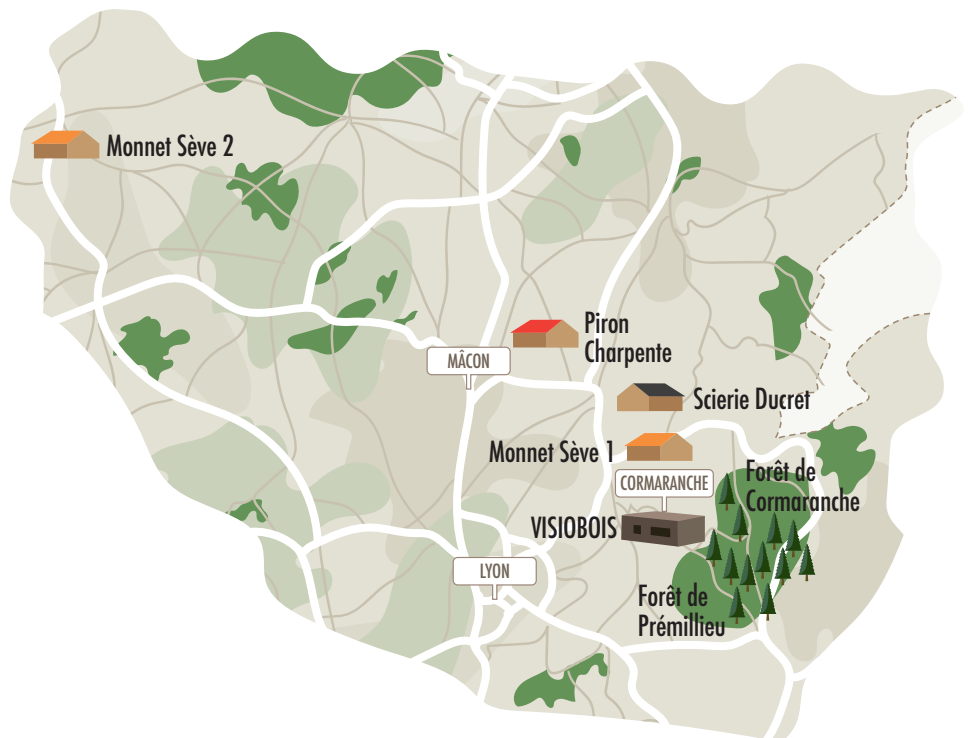 Monnet Sève 2
Piron
Charpente
MÂCON
Scierie Ducret
Monnet Sève 1
Forêt de
Cormaranche
CORMARANCHE
VISIOBOIS
LYON
Forêt de
Prémillieu